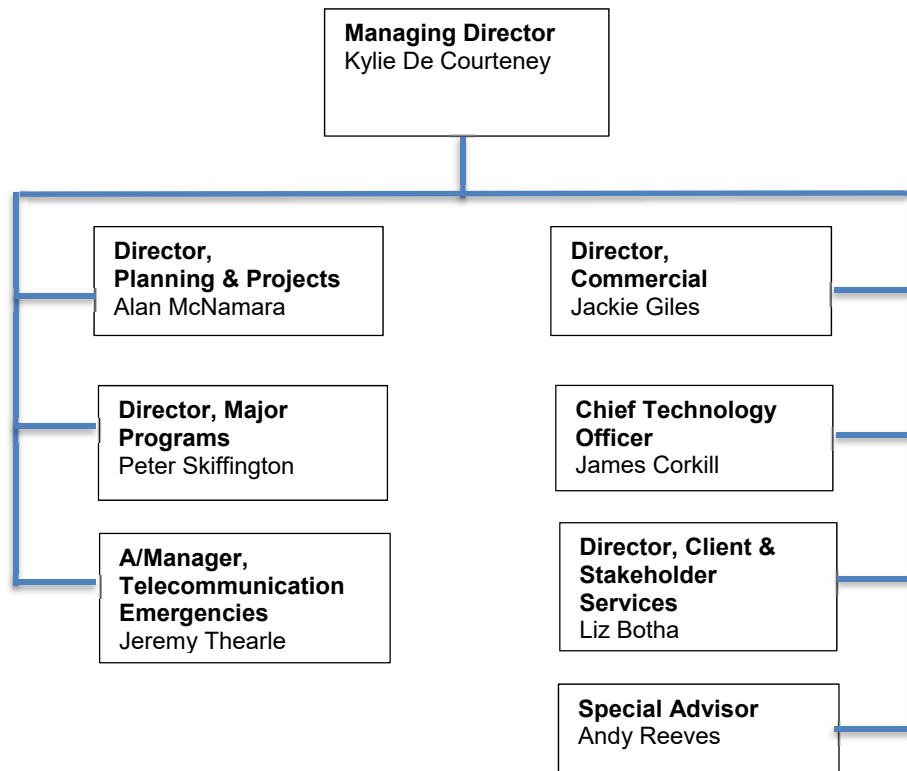 Managing Director
Kylie De Courteney
Director,
Planning & Projects
Alan McNamara
Director, Major
Programs
Peter Skiffington
A/Manager,
Telecommunication
Emergencies
Jeremy Thearle
Director,
Commercial
Jackie Giles
Chief Technology
Officer
James Corkill
Director, Client &
Stakeholder
Services
Liz Botha
Special Advisor
Andy Reeves